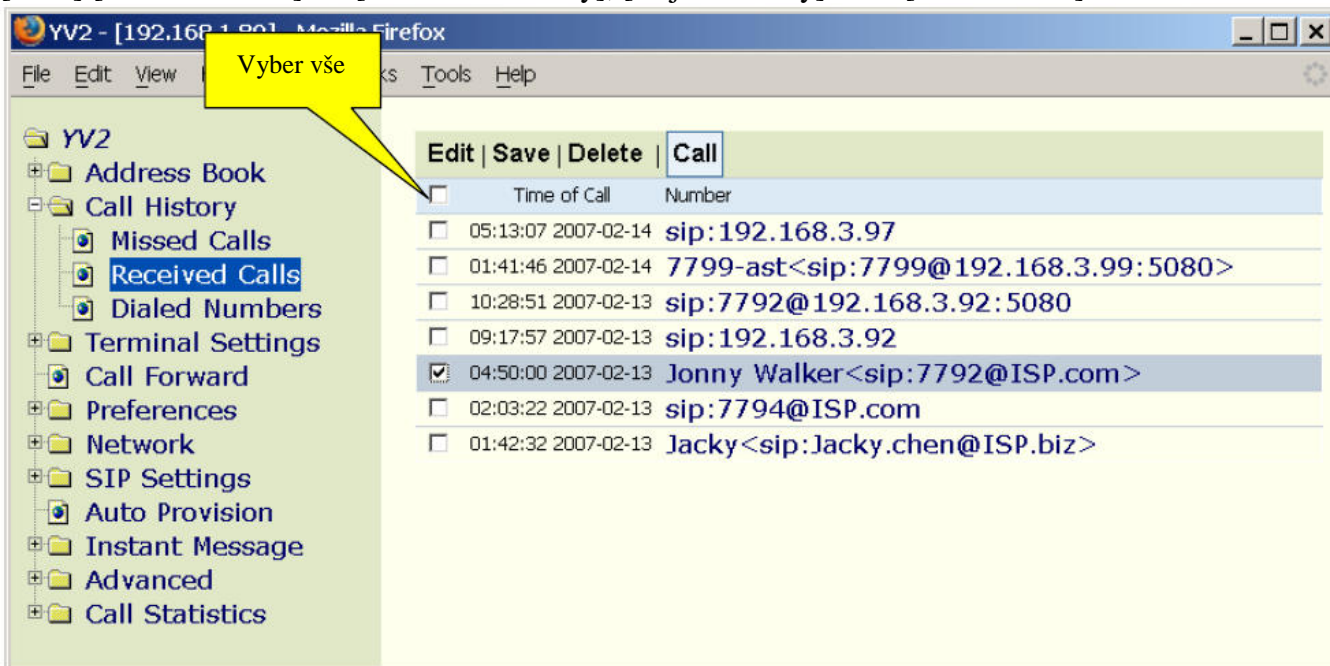 YV2 - [192.168.1.80] - Mozilla Firefox
Vyber vše
File Edit View ks Tools Help
YV2
Address Book
Call History
Missed Calls
Received Calls
Dialed Numbers
Terminal Settings
Call Forward
Preferences
Network
SIP Settings
Auto Provision
Instant Message
Advanced
Call Statistics
Edit | Save | Delete | Call
Time of Call Number
05:13:07 2007-02-14 sip:192.168.3.97
01:41:46 2007-02-14 7799-ast<sip:7799@192.168.3.99:5080>
10:28:51 2007-02-13 sip:7792@192.168.3.92:5080
09:17:57 2007-02-13 sip:192.168.3.92
04:50:00 2007-02-13 Jonny Walker<sip:7792@ISP.com>
02:03:22 2007-02-13 sip:7794@ISP.com
01:42:32 2007-02-13 Jacky<sip:Jacky.chen@ISP.biz>